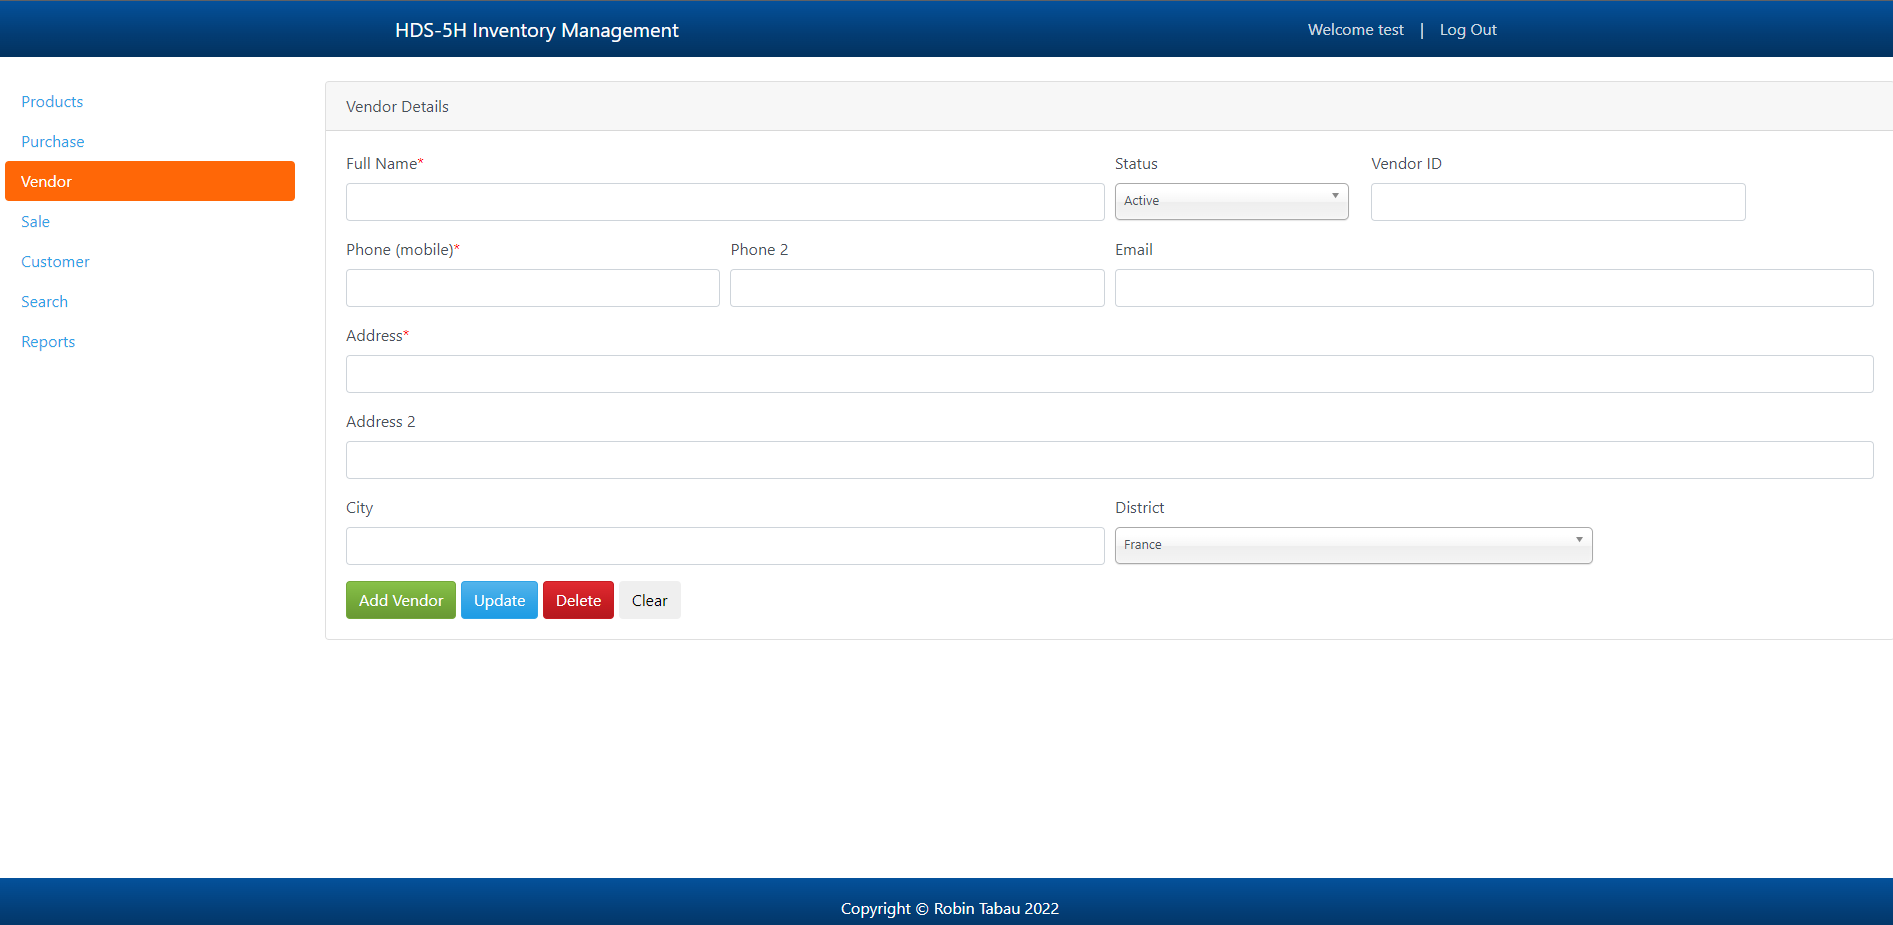 HDS-5H Inventory Management
Welcome test | Log Out
Products
Purchase
Vendor
Sale
Customer
Search
Reports
Vendor Details
Full Name*
Status
Vendor ID
Active
Phone (mobile)*
Phone 2
Email
Address*
Address 2
City
District
France
Add Vendor
Update
Delete
Clear
Copyright © Robin Tabau 2022